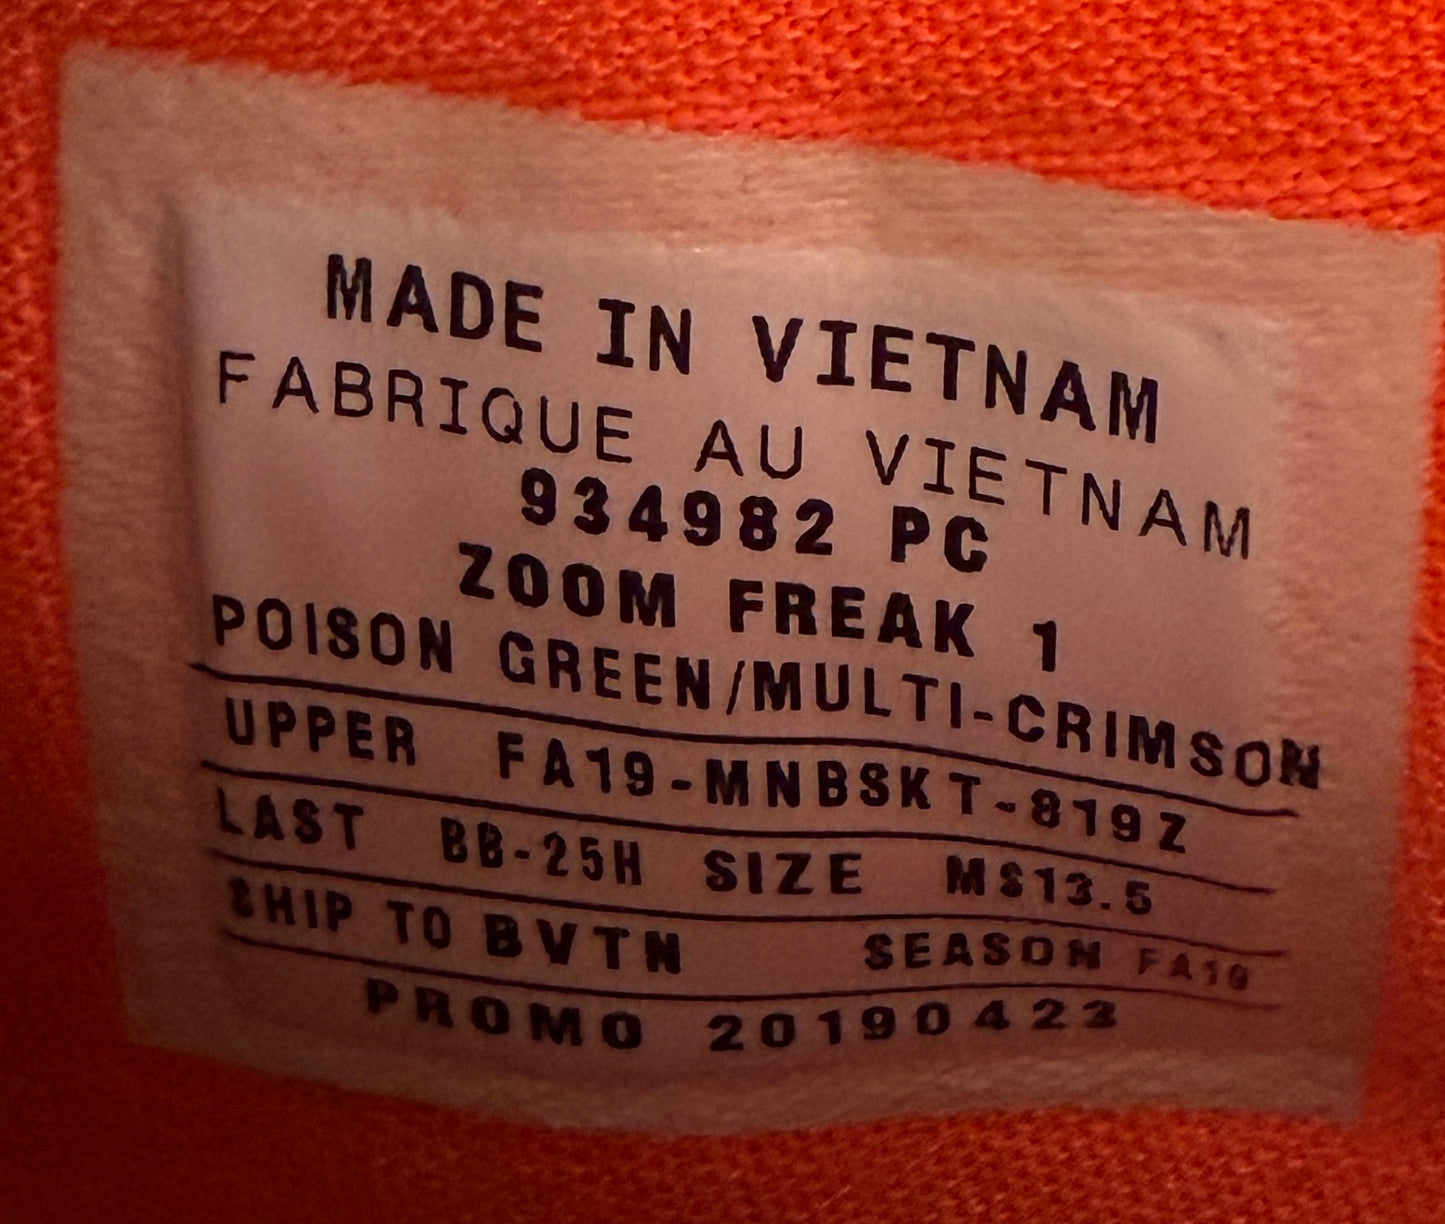 MADE IN VIETNAM
FABRIQUE AU VIETNAM
934982 PC
ZOOM FREAK 1
POISON GREEN/MULTI-CRIMSON
UPPER FA19-MNBSKT-819Z
LAST BB-25H SIZE MS13.5
SHIP TO BVTN SEASON FA19
PROMO 20190423